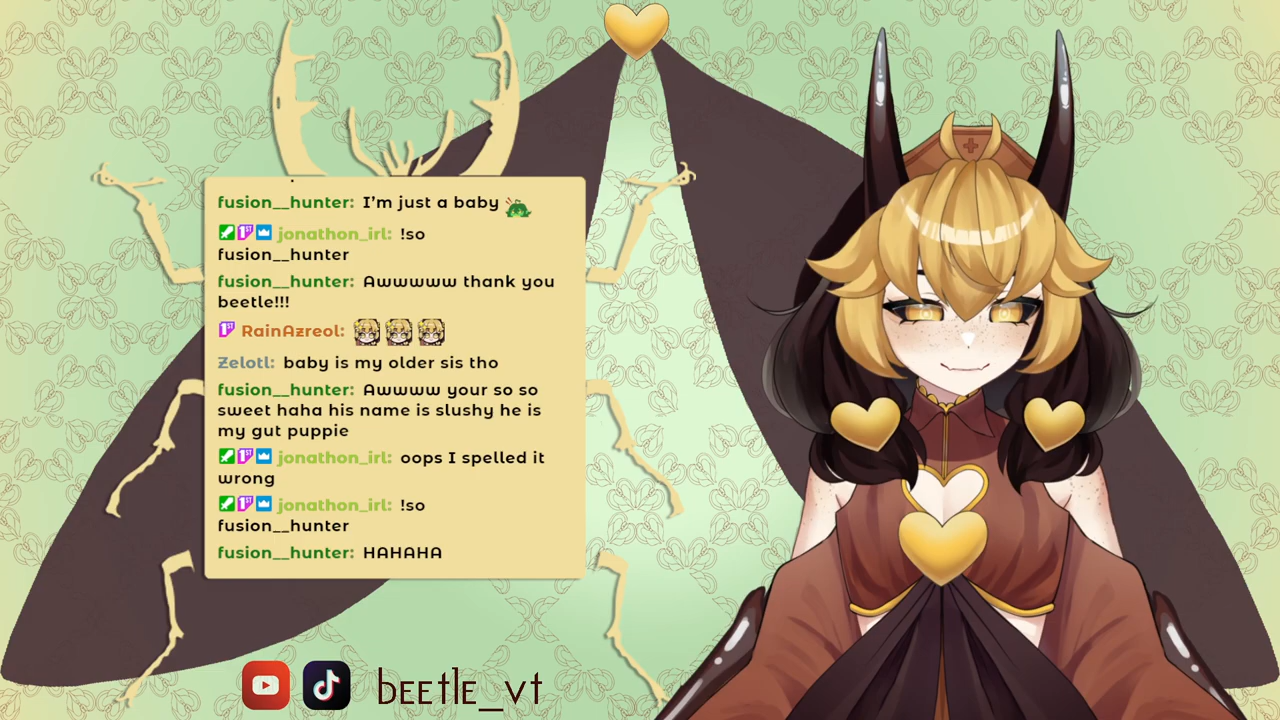 fusion__hunter: I'm just a baby
jonathon_irl: !so
fusion__hunter
fusion__hunter: Awwwww thank you
beetle!!!
RainAzreol:
Zelotl: baby is my older sis tho
fusion__hunter: Awwww your so so
sweet haha his name is slushy he is
my gut puppie
jonathon_irl: oops I spelled it
wrong
jonathon_irl: !so
fusion__hunter
fusion__hunter: HAHAHA
beetle_vt